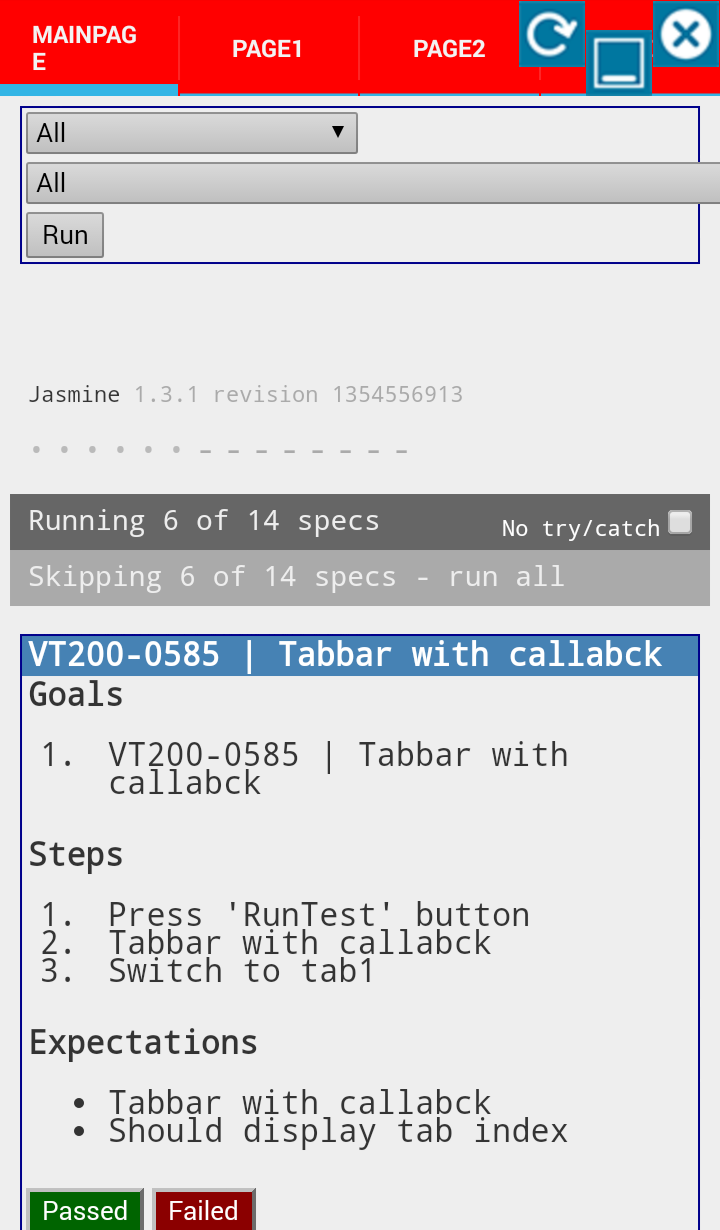 MAINPAG
E
PAGE1
PAGE2
All
All
Run
Jasmine 1.3.1 revision 1354556913
Running 6 of 14 specs
No try/catch
Skipping 6 of 14 specs - run all
VT200-0585 | Tabbar with callabck
Goals
1. VT200-0585 | Tabbar with
callabck
Steps
1. Press 'RunTest' button
2. Tabbar with callabck
3. Switch to tab1
Expectations
• Tabbar with callabck
• Should display tab index
Passed
Failed